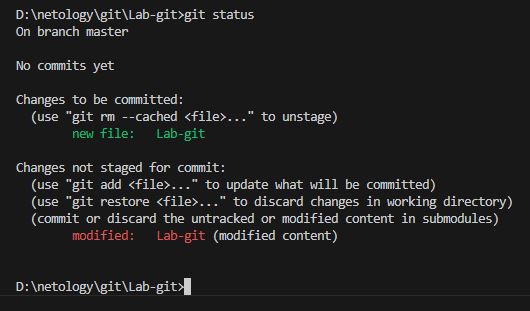 D:\netology\git\Lab-git>git status
On branch master
No commits yet
Changes to be committed:
(use "git rm --cached <file>..." to unstage)
new file:   Lab-git
Changes not staged for commit:
(use "git add <file>..." to update what will be committed)
(use "git restore <file>..." to discard changes in working directory)
(commit or discard the untracked or modified content in submodules)
modified:   Lab-git (modified content)
D:\netology\git\Lab-git>